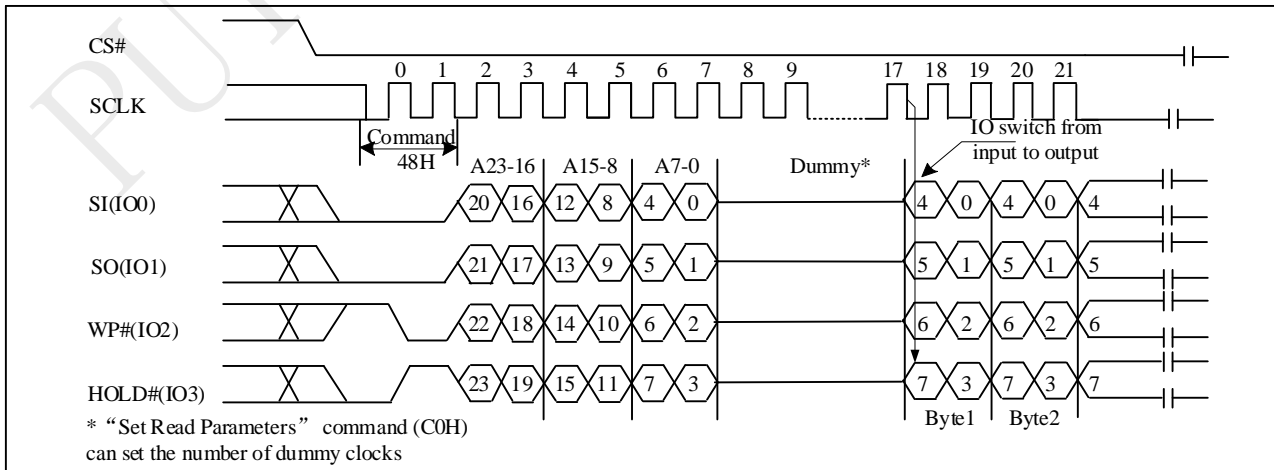 CS#
0 1 2 3 4 5 6 7 8 9 17 18 19 20 21
SCLK
IO switch from
input to output
Command
48H
A23-16 A15-8 A7-0 Dummy*
SI(IO0) 20 16 12 8 4 0 4 0 4 0 4
SO(IO1) 21 17 13 9 5 1 5 1 5 1 5
WP#(IO2) 22 18 14 10 6 2 6 2 6 2 6
HOLD#(IO3) 23 19 15 11 7 3 7 3 7 3 7
Byte1 Byte2
* “Set Read Parameters” command (C0H)
can set the number of dummy clocks